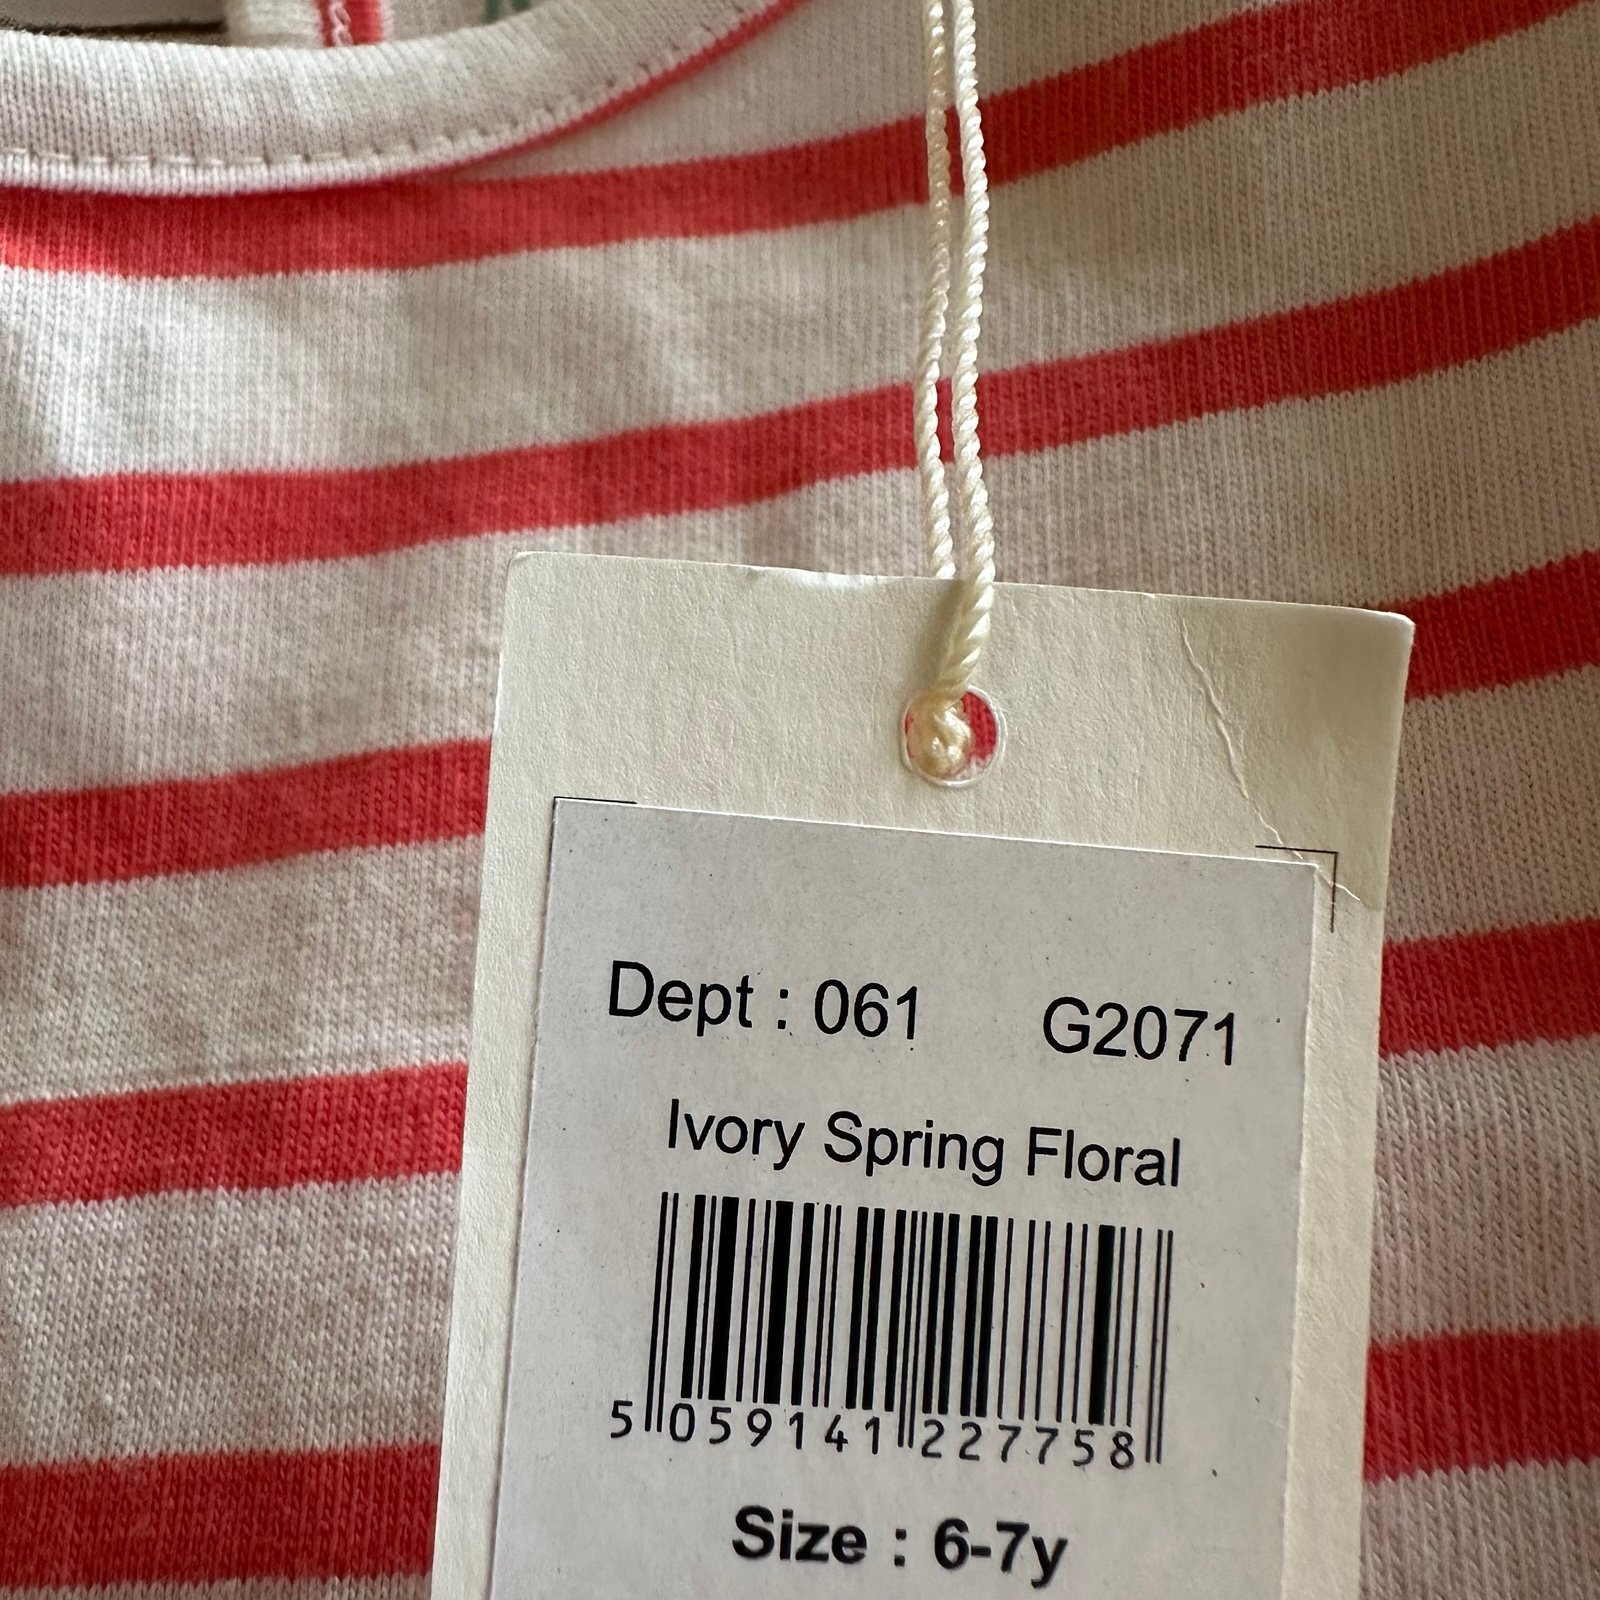 Dept : 061 G2071
Ivory Spring Floral
5 059141 227758
Size : 6-7y